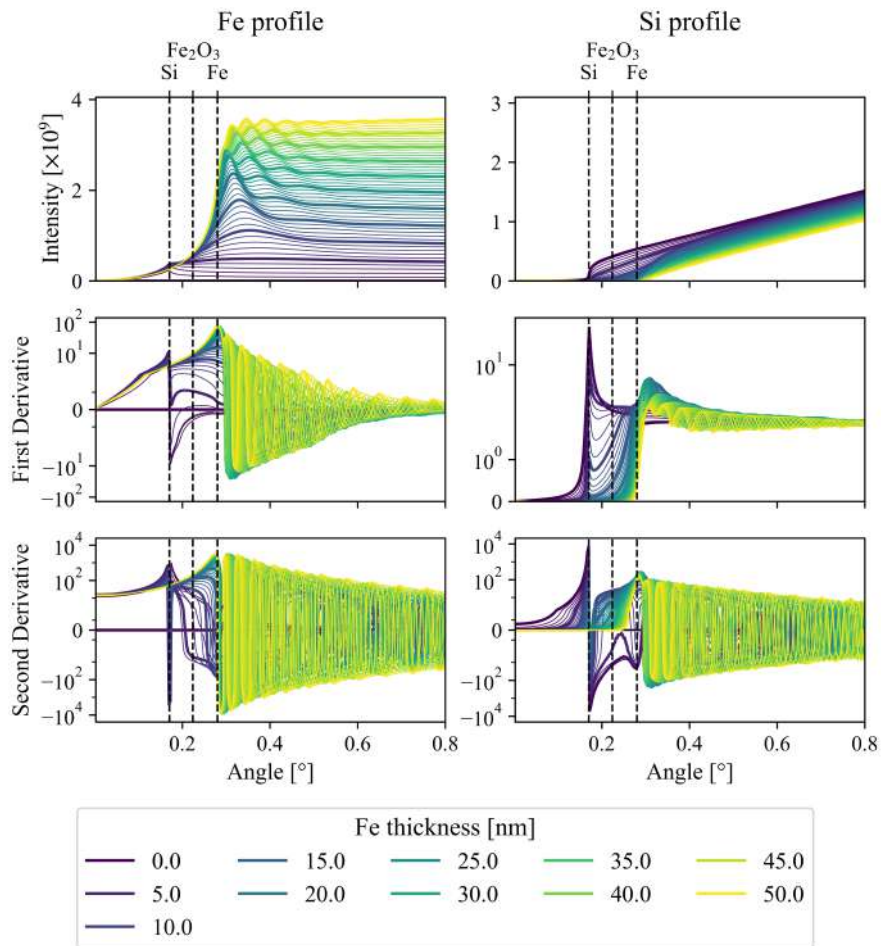 Fe profile
Si profile
Fe₂O₃
Si Fe
Fe₂O₃
Si Fe
Intensity [×10⁹]
4
2
0
3
2
1
0
First Derivative
10²
10¹
0
−10¹
−10²
10¹
10⁰
0
Second Derivative
10⁴
10²
0
−10²
−10⁴
10⁴
10²
0
−10²
−10⁴
0.2 0.4 0.6 0.8
0.2 0.4 0.6 0.8
Angle [°]
Angle [°]
Fe thickness [nm]
0.0 15.0 25.0 35.0 45.0
5.0 20.0 30.0 40.0 50.0
10.0